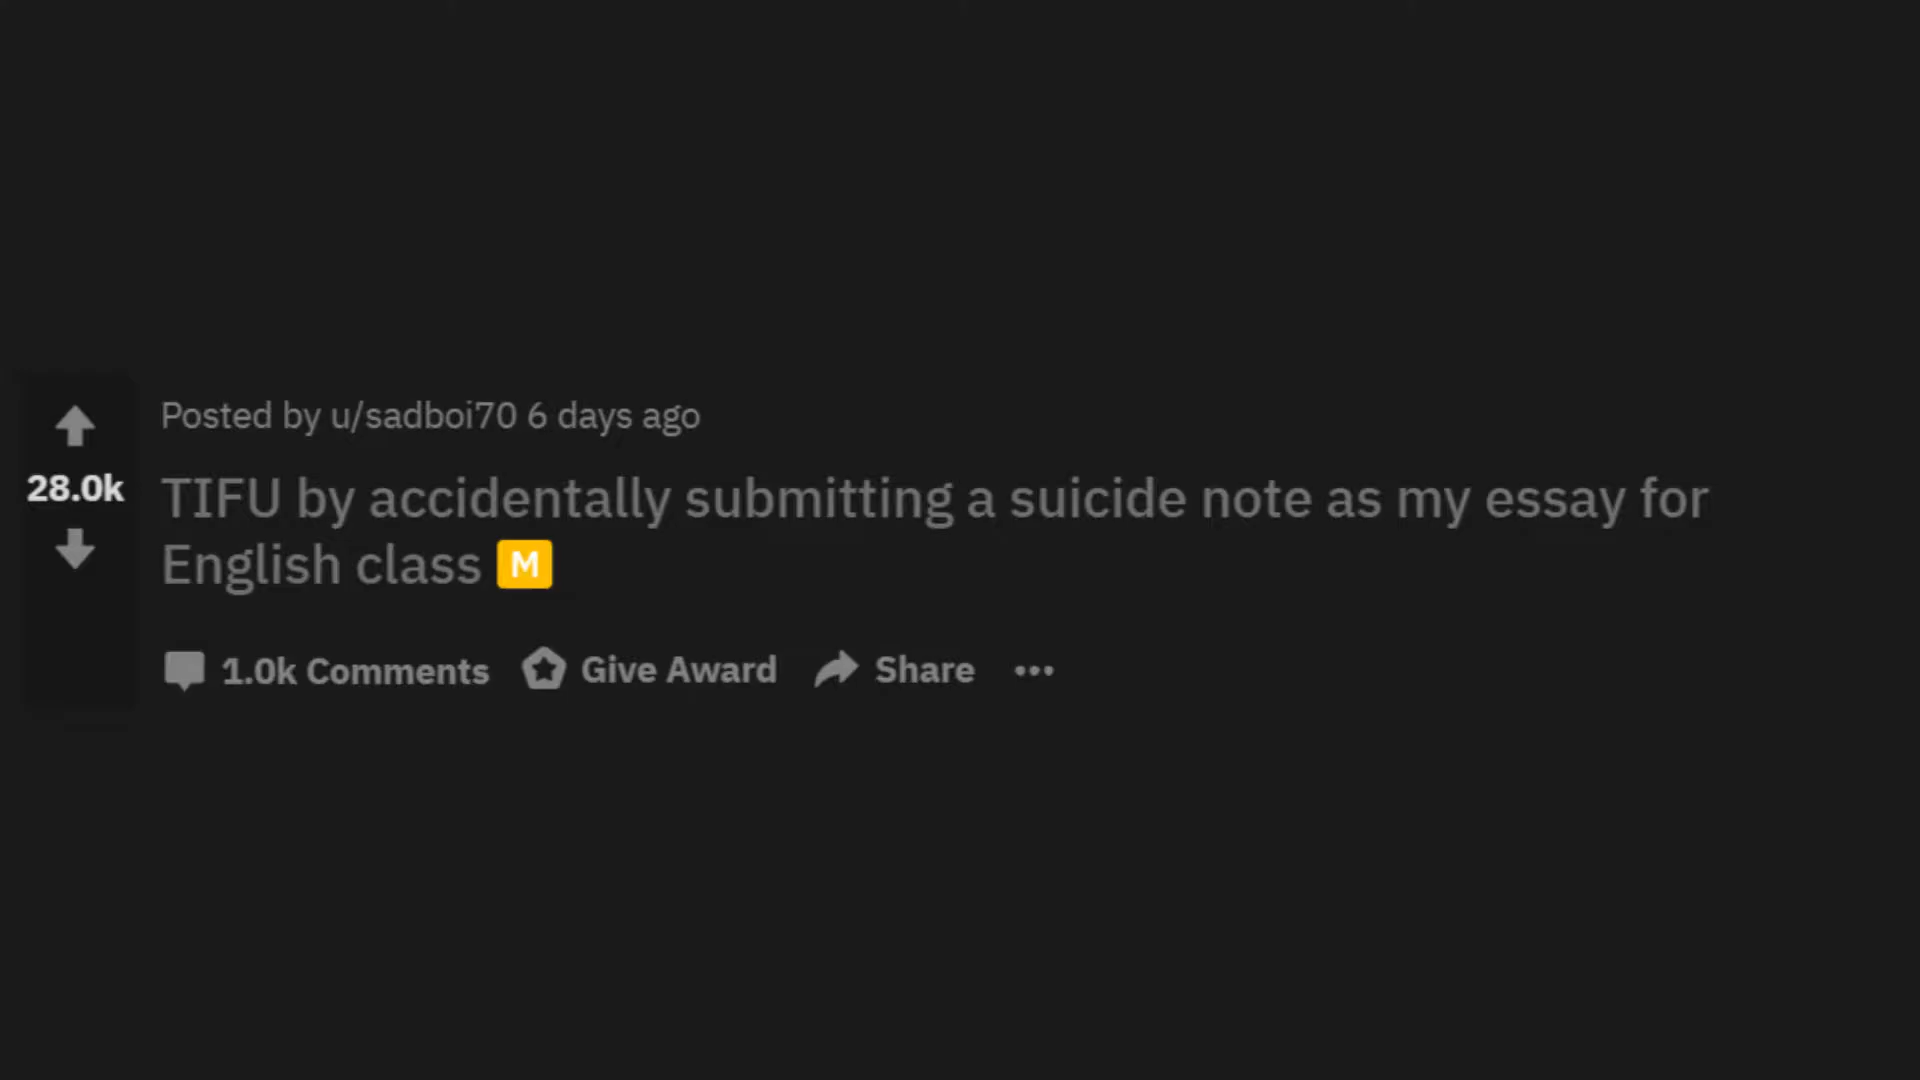 Posted by u/sadboi70 6 days ago
28.0k
TIFU by accidentally submitting a suicide note as my essay for
English class M
1.0k Comments Give Award Share ...